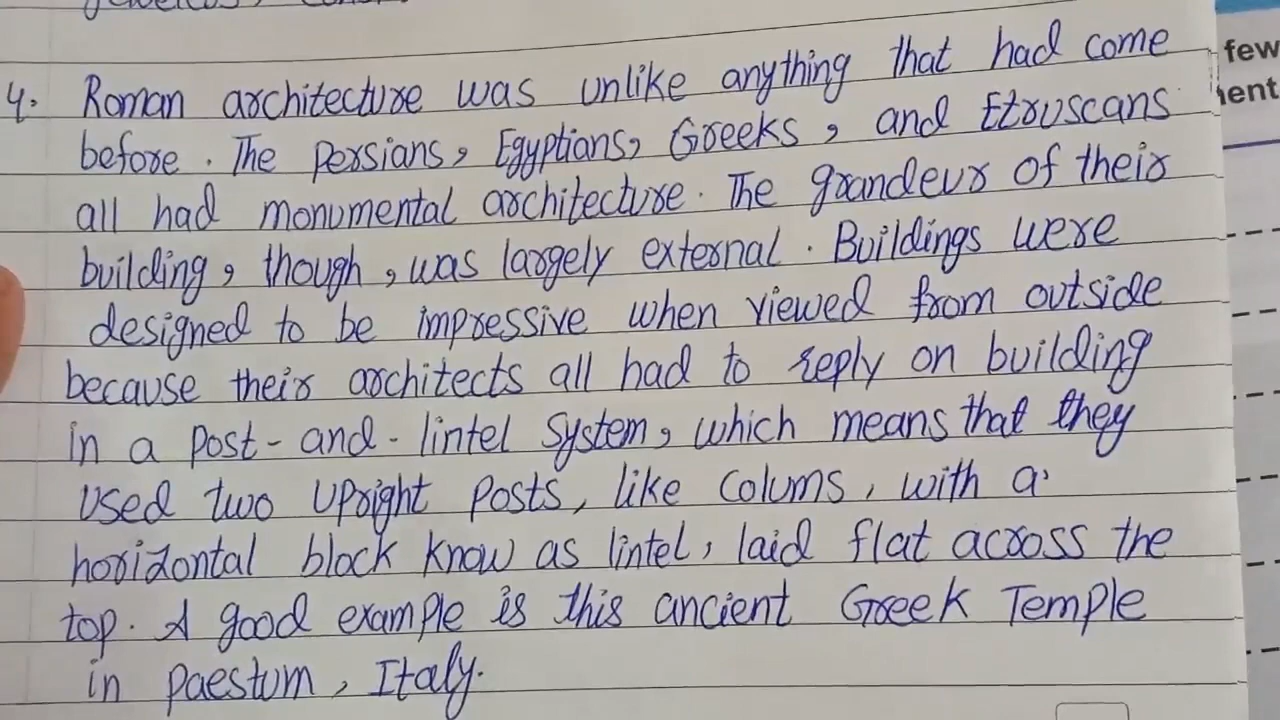 4. Roman architecture was unlike anything that had come
before. The Persians, Egyptians, Greeks, and Etruscans
all had monumental architecture. The grandeur of their
building, though, was largely external. Buildings were
designed to be impressive when viewed from outside
because their architects all had to reply on building
in a post-and-lintel system, which means that they
used two upright posts, like colums, with a
horizontal block know as lintel, laid flat across the
top. A good example is this ancient Greek Temple
in Paestum, Italy.
few